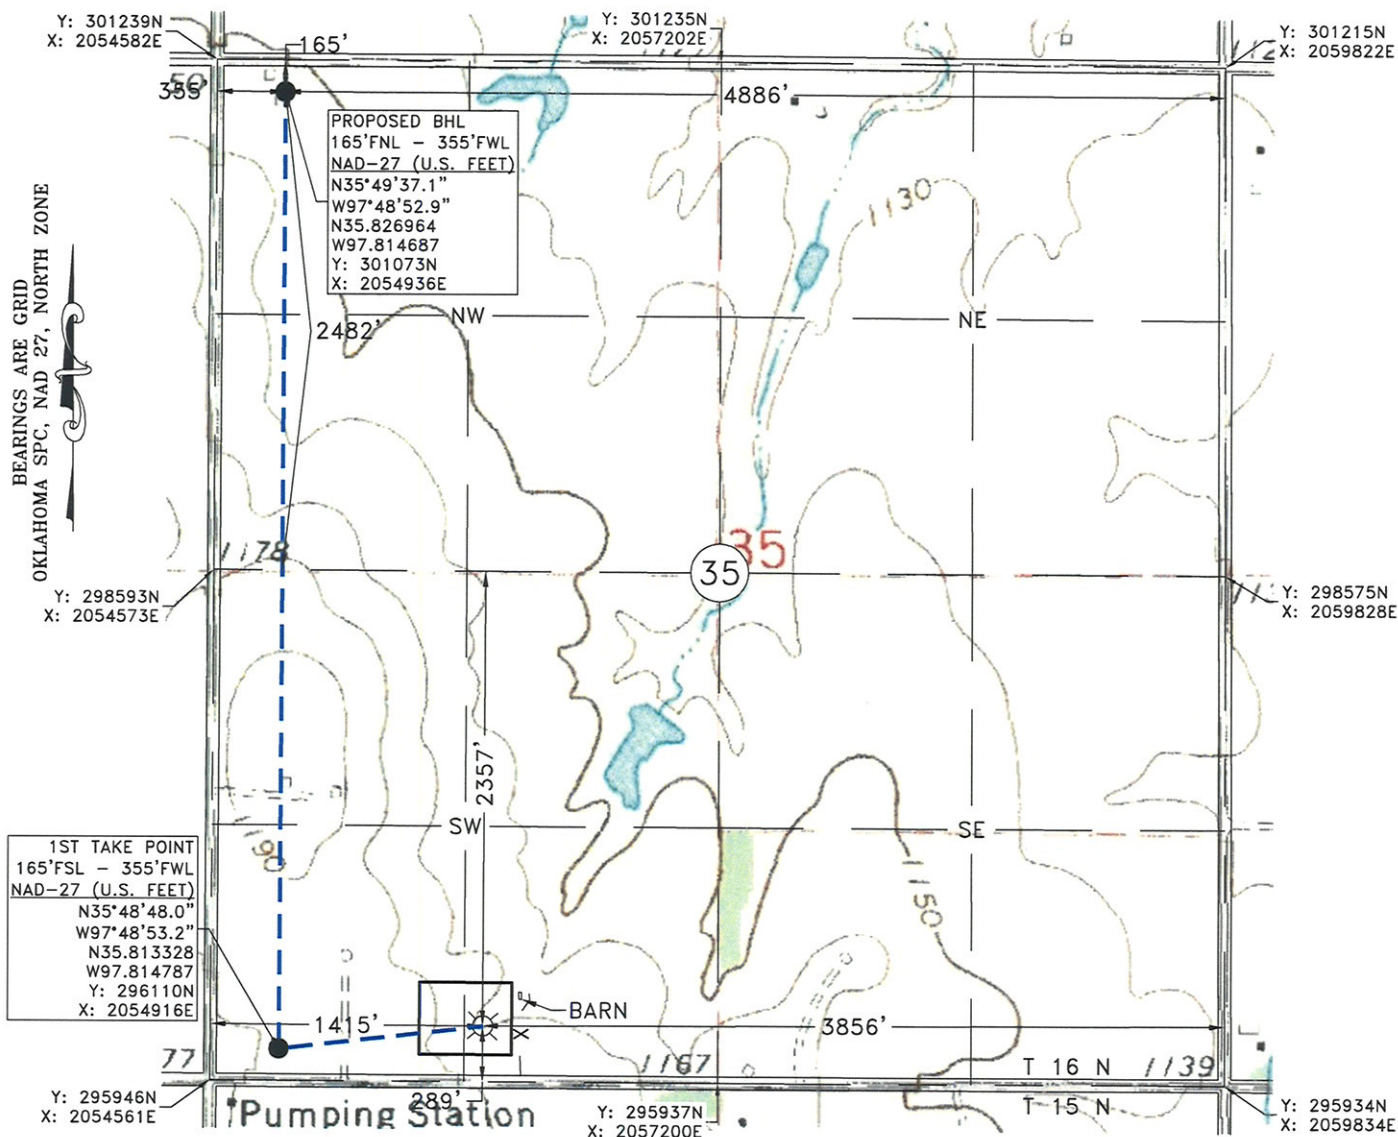 Y: 301239N
X: 2054582E
Y: 301235N
X: 2057202E
Y: 301215N
X: 2059822E
165'
355'
4886'
PROPOSED BHL
165'FNL - 355'FWL
NAD-27 (U.S. FEET)
N35°49'37.1"
W97°48'52.9"
N35.826964
W97.814687
Y: 301073N
X: 2054936E
1130
BEARINGS ARE GRID
OKLAHOMA SPC, NAD 27, NORTH ZONE
2482'
NW
NE
35
35
1178
Y: 298593N
X: 2054573E
Y: 298575N
X: 2059828E
2357'
SW
SE
1190
1150
1ST TAKE POINT
165'FSL - 355'FWL
NAD-27 (U.S. FEET)
N35°48'48.0"
W97°48'53.2"
N35.813328
W97.814787
Y: 296110N
X: 2054916E
BARN
X
1415'
3856'
77
1167
T 16 N
1139
289'
T 15 N
Y: 295946N
X: 2054561E
Pumping Station
Y: 295937N
X: 2057200E
Y: 295934N
X: 2059834E